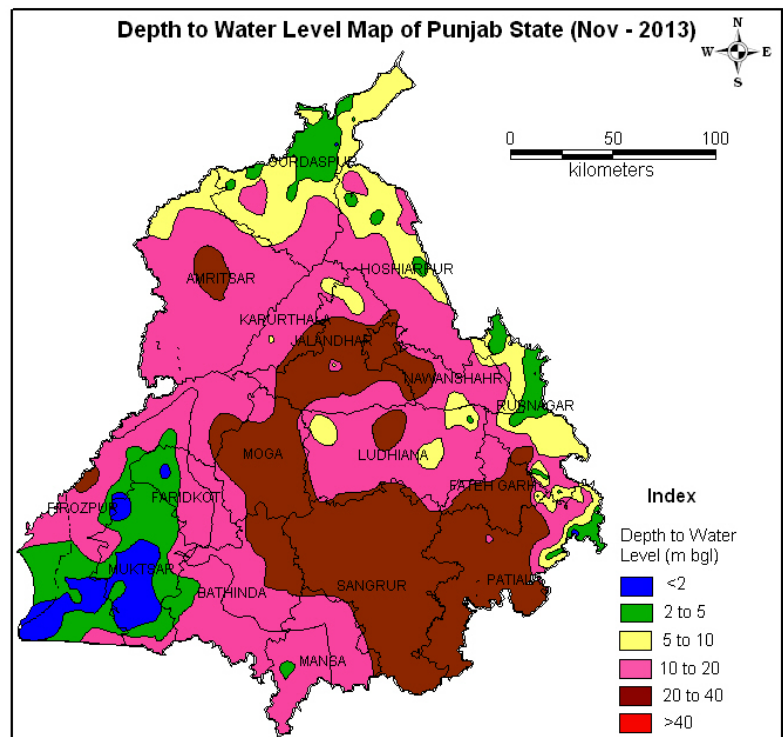 Depth to Water Level Map of Punjab State (Nov - 2013)
N
W E
S
0 50 100
kilometers
GURDASPUR
HOSHIARPUR
AMRITSAR
KARURTHALA
JALANDHAR
NAWANSHAHR
RUPNAGAR
MOGA
LUDHIANA
FATEH GARH
FIROZPUR
FARIDKOT
MUKTSAR
BATHINDA
SANGRUR
PATIALA
MANSA
Index
Depth to Water
Level (m bgl)
<2
2 to 5
5 to 10
10 to 20
20 to 40
>40